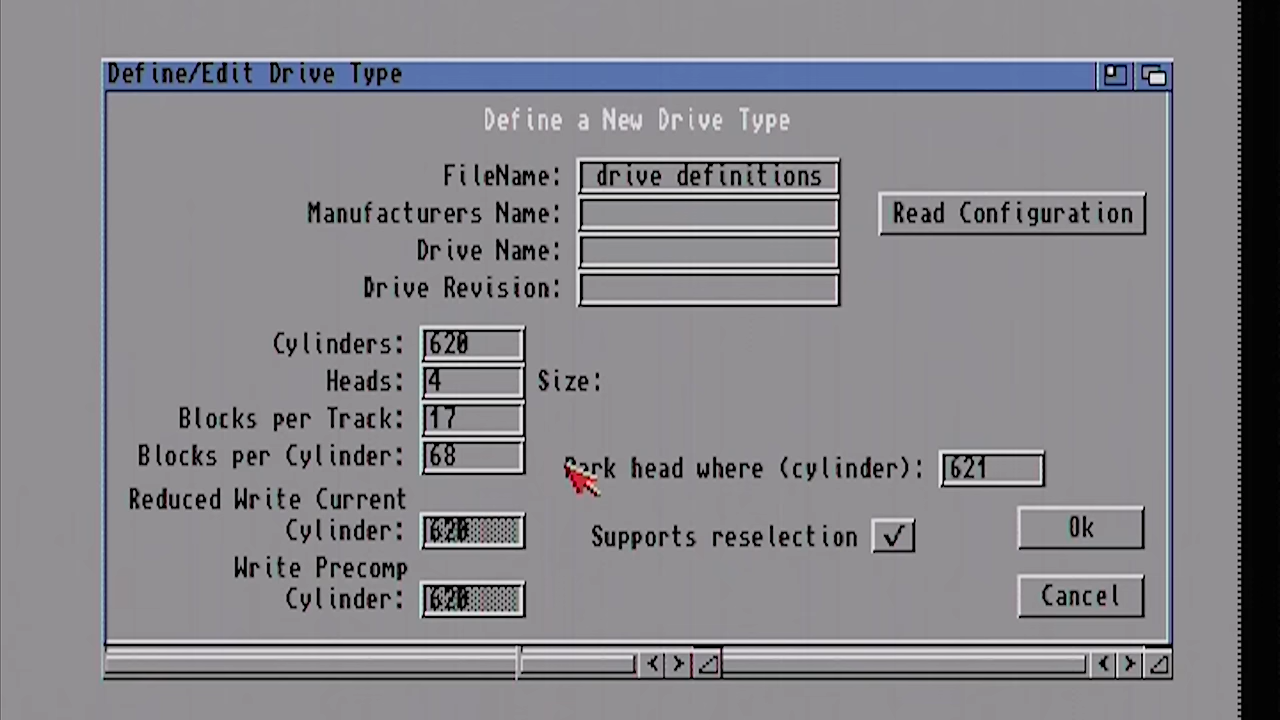 Define/Edit Drive Type
Define a New Drive Type
FileName: drive definitions
Manufacturers Name:
Read Configuration
Drive Name:
Drive Revision:
Cylinders: 620
Heads: 4 Size:
Blocks per Track: 17
Blocks per Cylinder: 68
Park head where (cylinder): 621
Reduced Write Current
Cylinder: 620
Supports reselection
Ok
Write Precomp
Cylinder: 620
Cancel